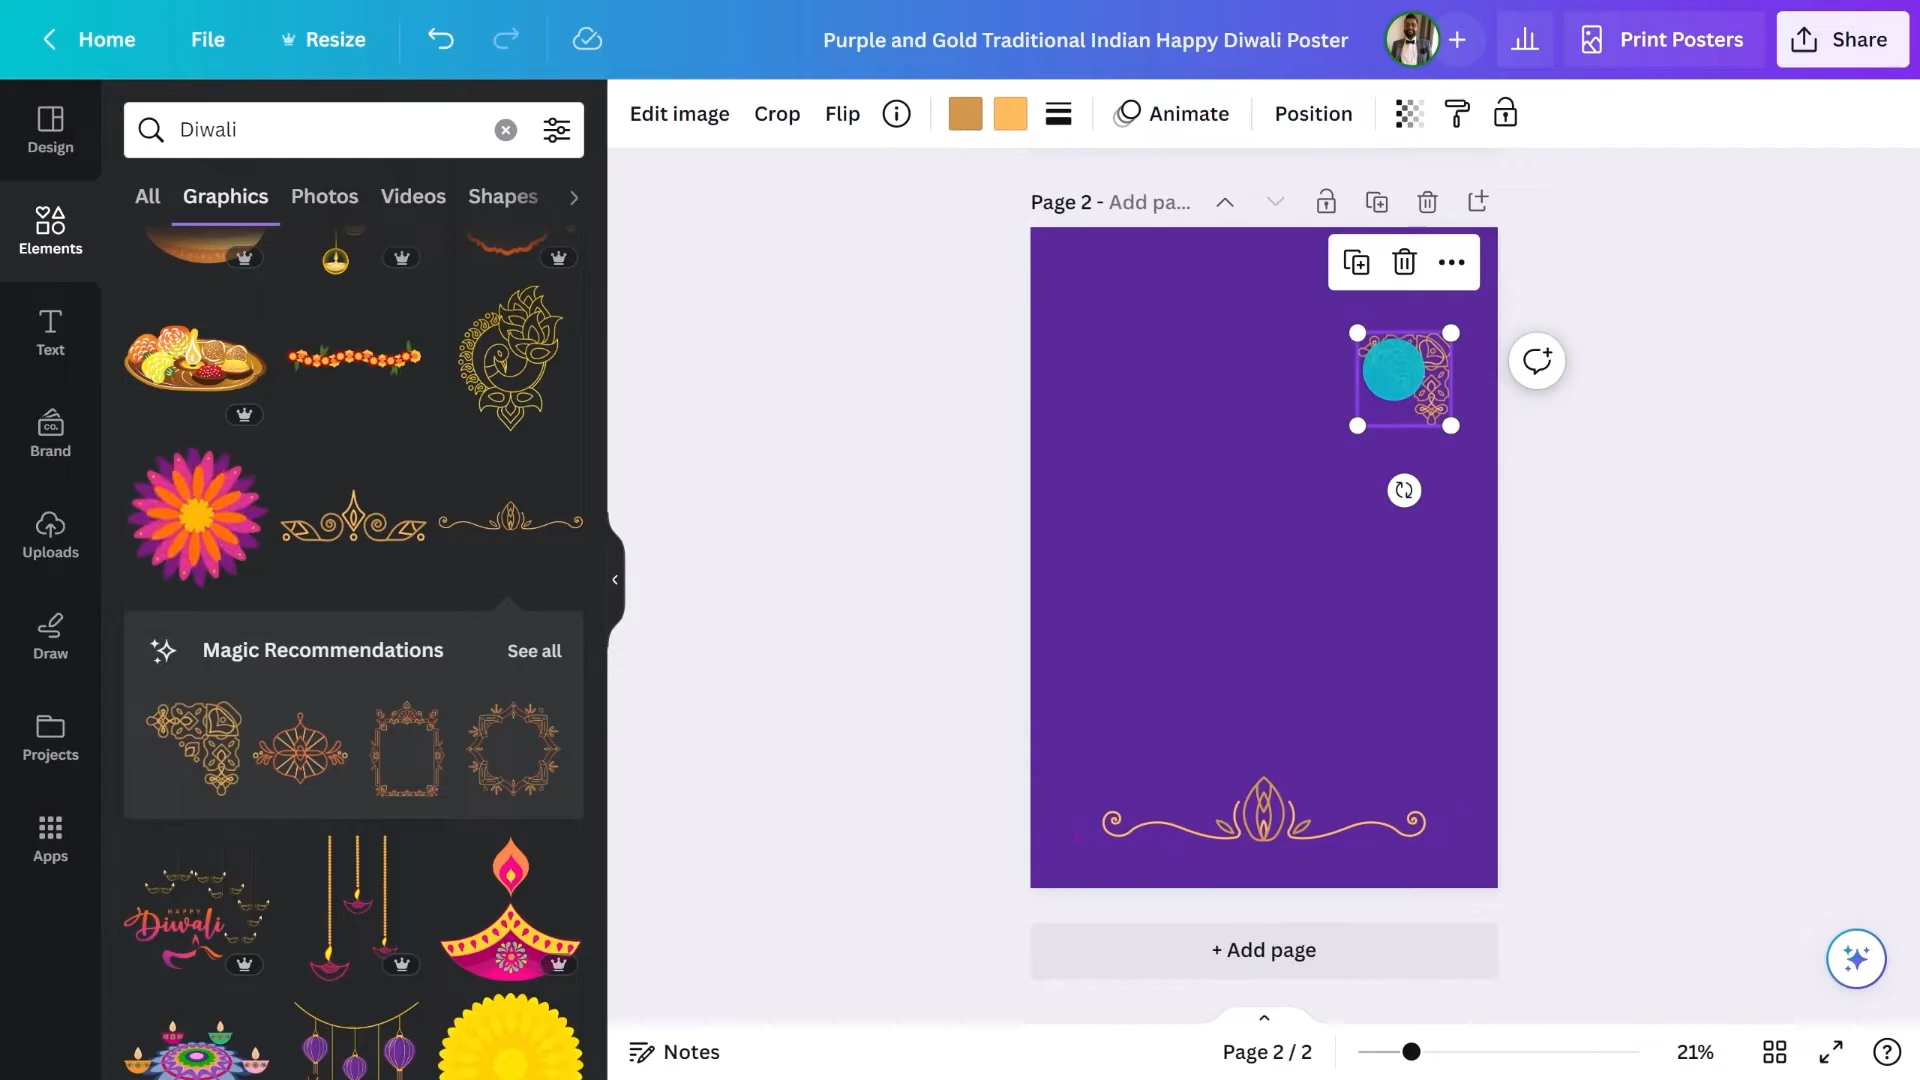 Home
File
Resize
Purple and Gold Traditional Indian Happy Diwali Poster
Print Posters
Share
Design
Elements
Text
Brand
CO.
Uploads
Draw
Projects
Apps
Diwali
All
Graphics
Photos
Videos
Shapes
Magic Recommendations
See all
HAPPY
Diwali
Edit image
Crop
Flip
Animate
Position
Page 2 - Add pa...
+ Add page
Notes
Page 2 / 2
21%